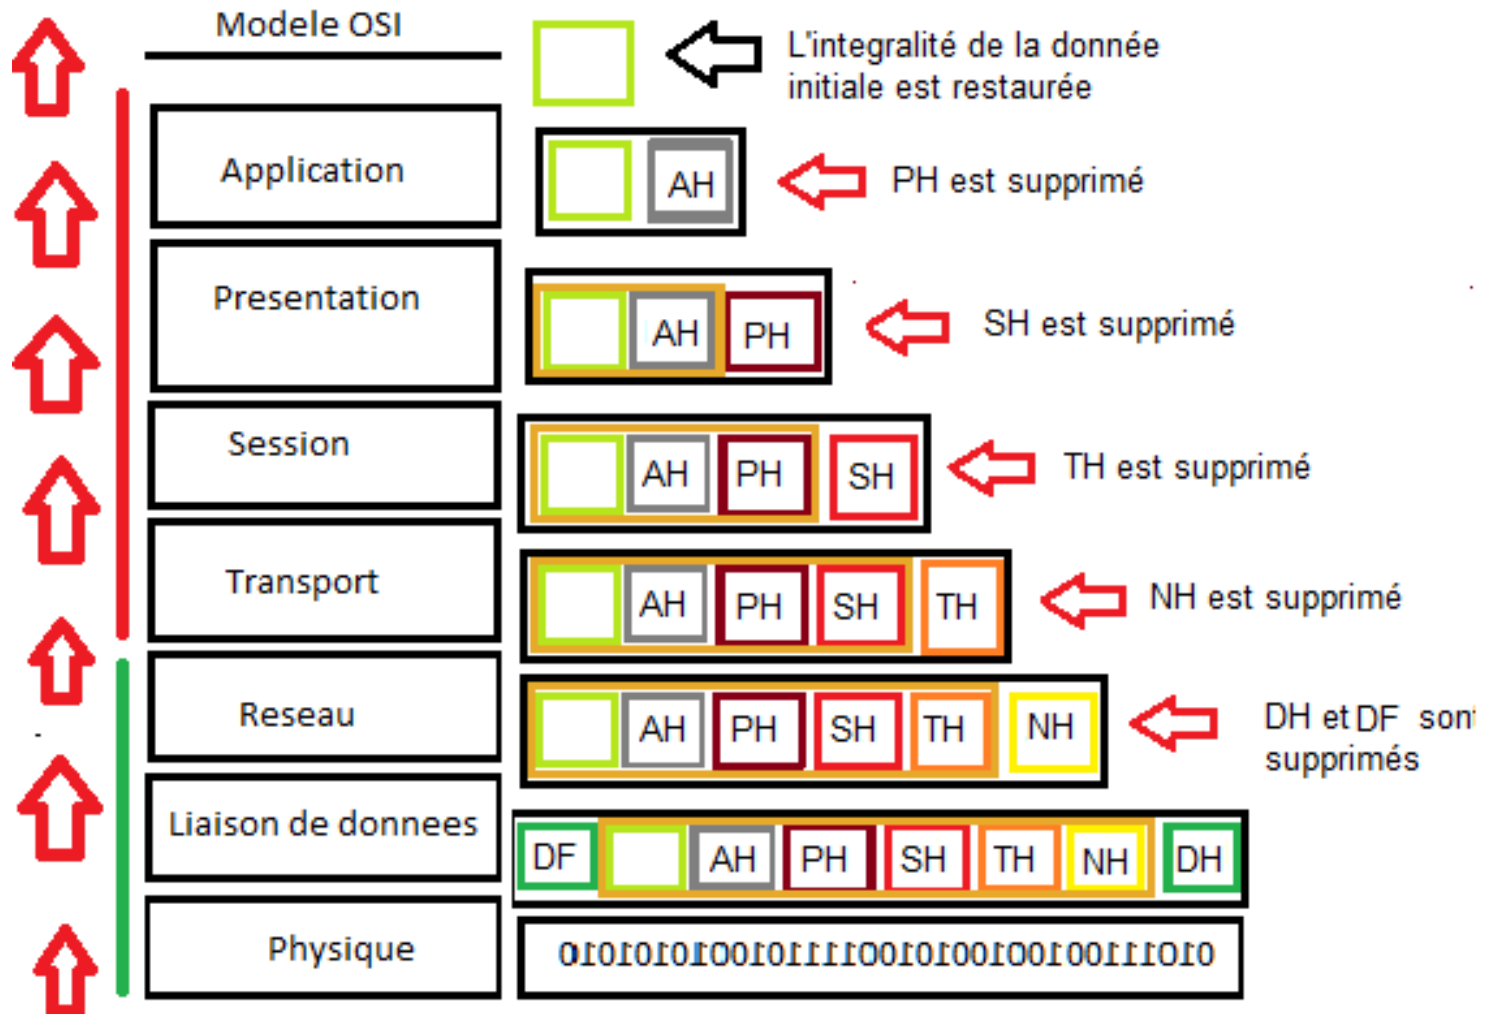 Modele OSI
L'integralité de la donnée
initiale est restaurée
Application
AH
PH est supprimé
Presentation
AH PH
SH est supprimé
Session
AH PH SH
TH est supprimé
Transport
AH PH SH TH
NH est supprimé
Reseau
AH PH SH TH NH
DH et DF sont
supprimés
Liaison de donnees
DF AH PH SH TH NH DH
Physique
01010101001011110010100100100111010